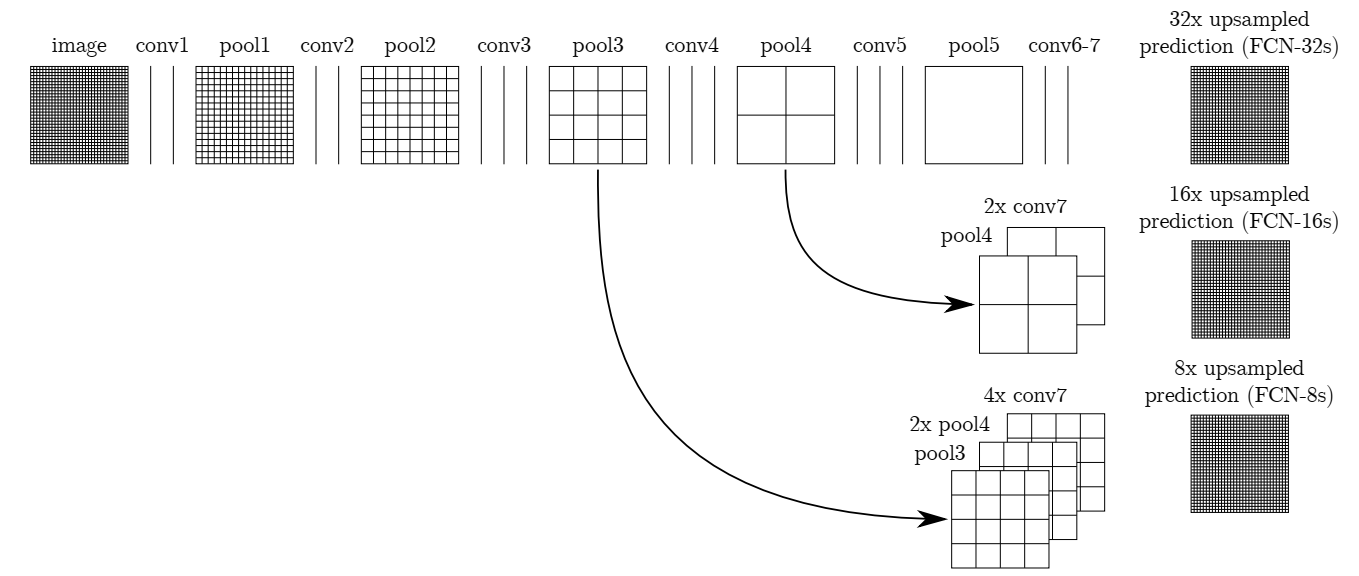 image
conv1
pool1
conv2
pool2
conv3
pool3
conv4
pool4
conv5
pool5
conv6-7
32x upsampled
prediction (FCN-32s)
2x conv7
pool4
16x upsampled
prediction (FCN-16s)
4x conv7
2x pool4
pool3
8x upsampled
prediction (FCN-8s)